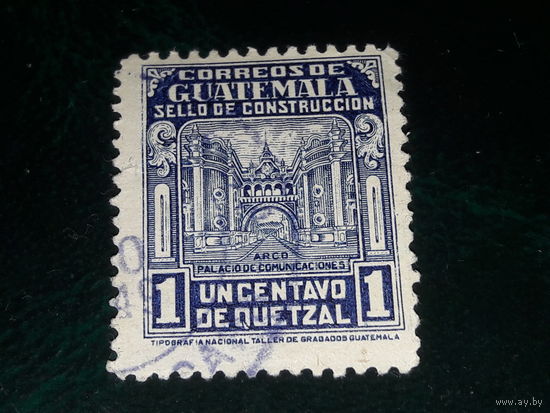 CORREOS DE
GUATEMALA
SELLO DE CONSTRUCCION
ARCO
PALACIO DE COMUNICACIONES
1 UN CENTAVO 1
DE QUETZAL
TIPOGRAFIA NACIONAL TALLER DE GRABADOS GUATEMALA
www.ay.by